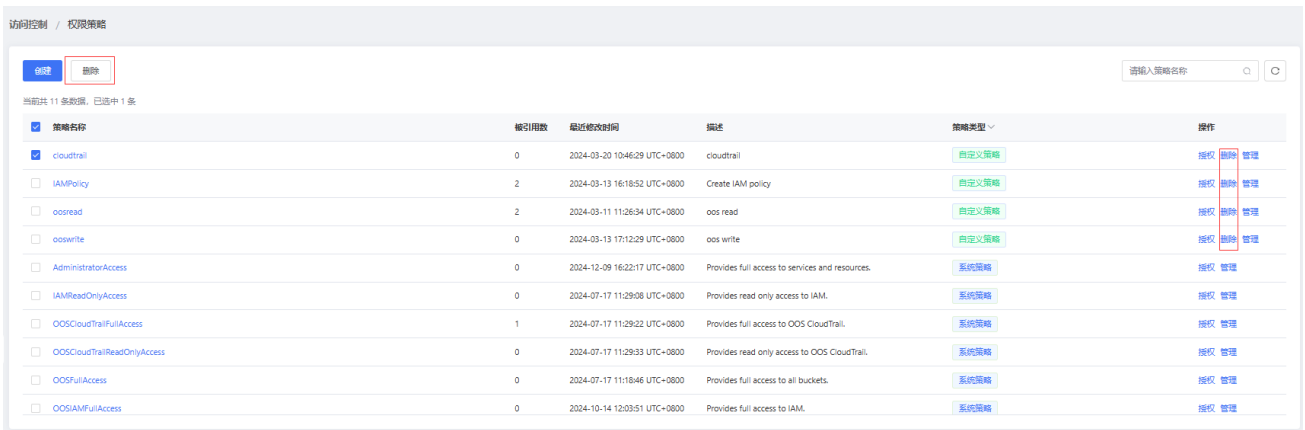 访问控制 / 权限策略
创建 删除 请输入策略名称
当前共 11 条数据，已选中 1 条
策略名称 被引用数 最近修改时间 描述 策略类型 操作
cloudtrail 0 2024-03-20 10:46:29 UTC+0800 cloudtrail 自定义策略 授权 删除 管理
IAMPolicy 2 2024-03-13 16:18:52 UTC+0800 Create IAM policy 自定义策略 授权 删除 管理
oosread 2 2024-03-11 11:26:34 UTC+0800 oos read 自定义策略 授权 删除 管理
ooswrite 0 2024-03-13 17:12:29 UTC+0800 oos write 自定义策略 授权 删除 管理
AdministratorAccess 0 2024-12-09 16:22:17 UTC+0800 Provides full access to services and resources. 系统策略 授权 管理
IAMReadOnlyAccess 0 2024-07-17 11:29:08 UTC+0800 Provides read only access to IAM. 系统策略 授权 管理
OOSCloudTrailFullAccess 1 2024-07-17 11:29:22 UTC+0800 Provides full access to OOS CloudTrail. 系统策略 授权 管理
OOSCloudTrailReadOnlyAccess 0 2024-07-17 11:29:33 UTC+0800 Provides read only access to OOS CloudTrail. 系统策略 授权 管理
OOSFullAccess 0 2024-07-17 11:18:46 UTC+0800 Provides full access to all buckets. 系统策略 授权 管理
OOSIAMFullAccess 0 2024-10-14 12:03:51 UTC+0800 Provides full access to IAM. 系统策略 授权 管理